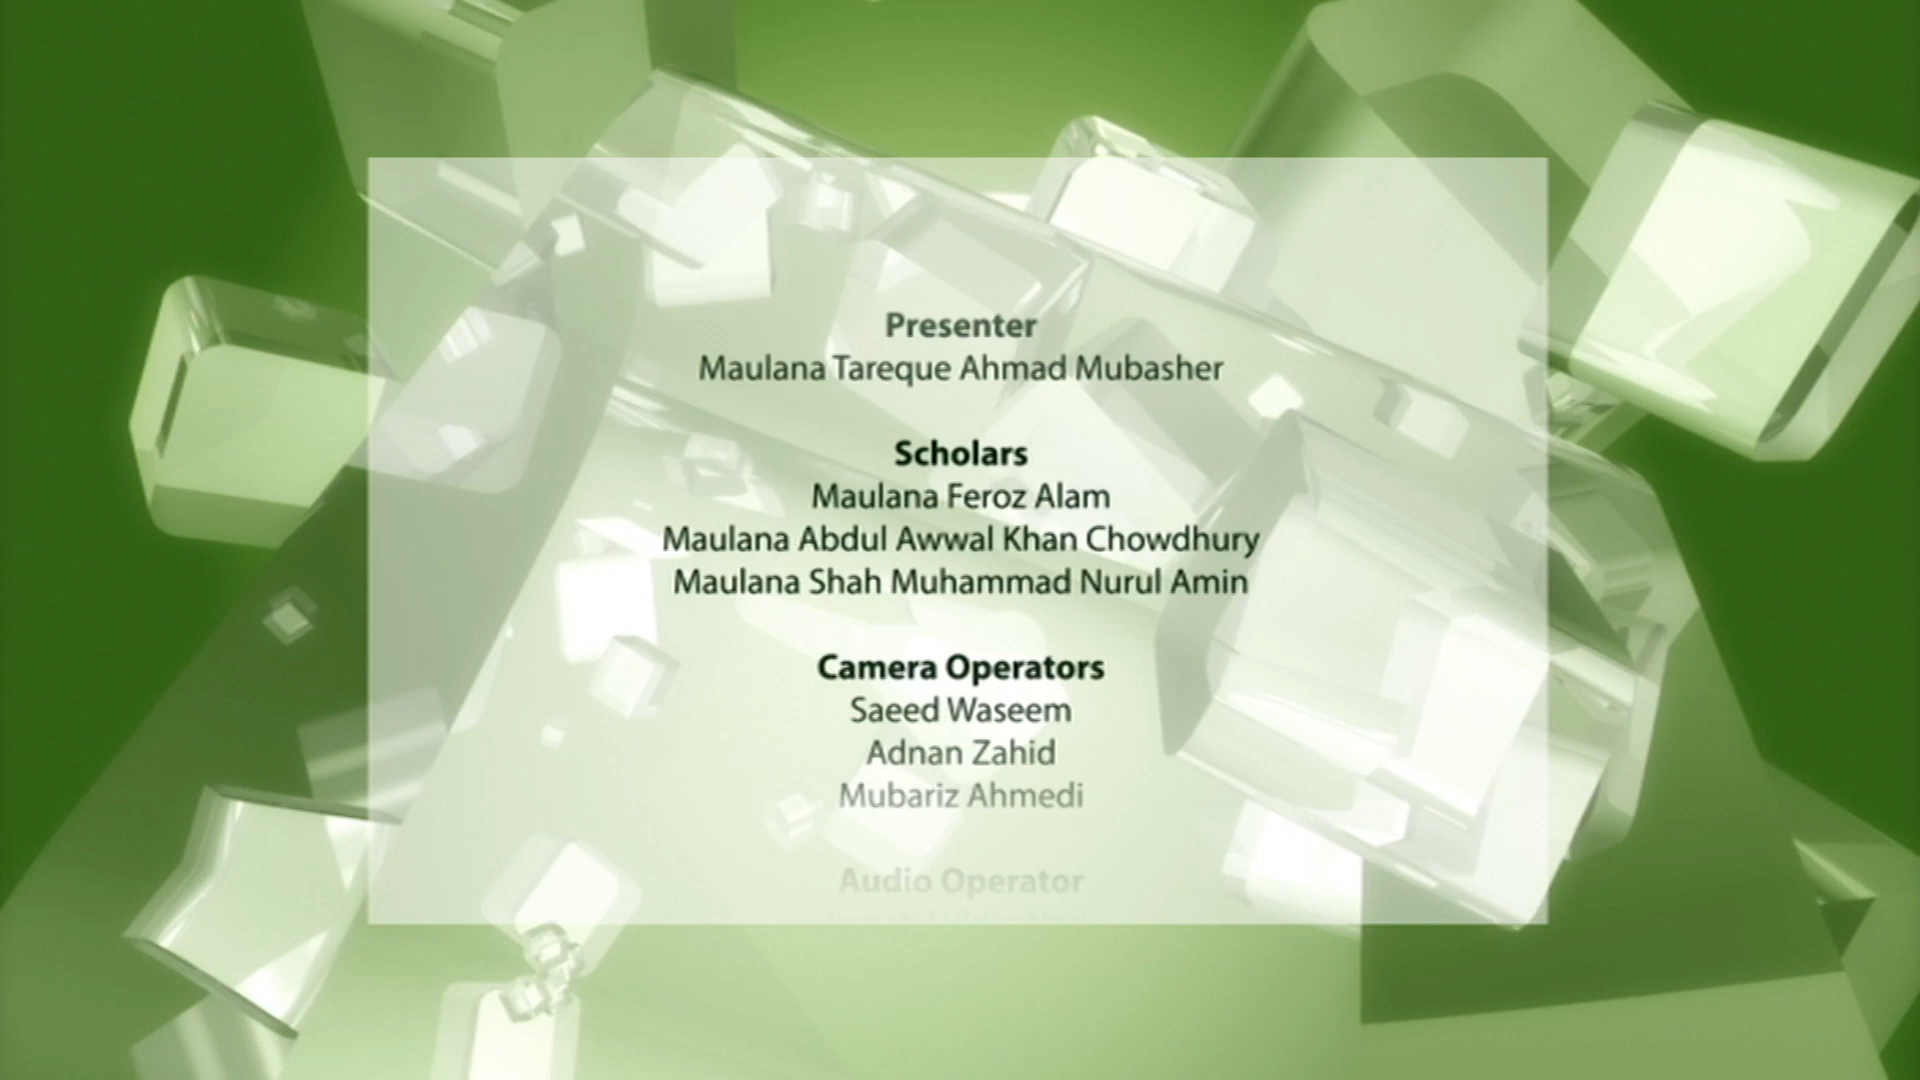 Presenter
Maulana Tareque Ahmad Mubasher
Scholars
Maulana Feroz Alam
Maulana Abdul Awwal Khan Chowdhury
Maulana Shah Muhammad Nurul Amin
Camera Operators
Saeed Waseem
Adnan Zahid
Mubariz Ahmedi
Audio Operator